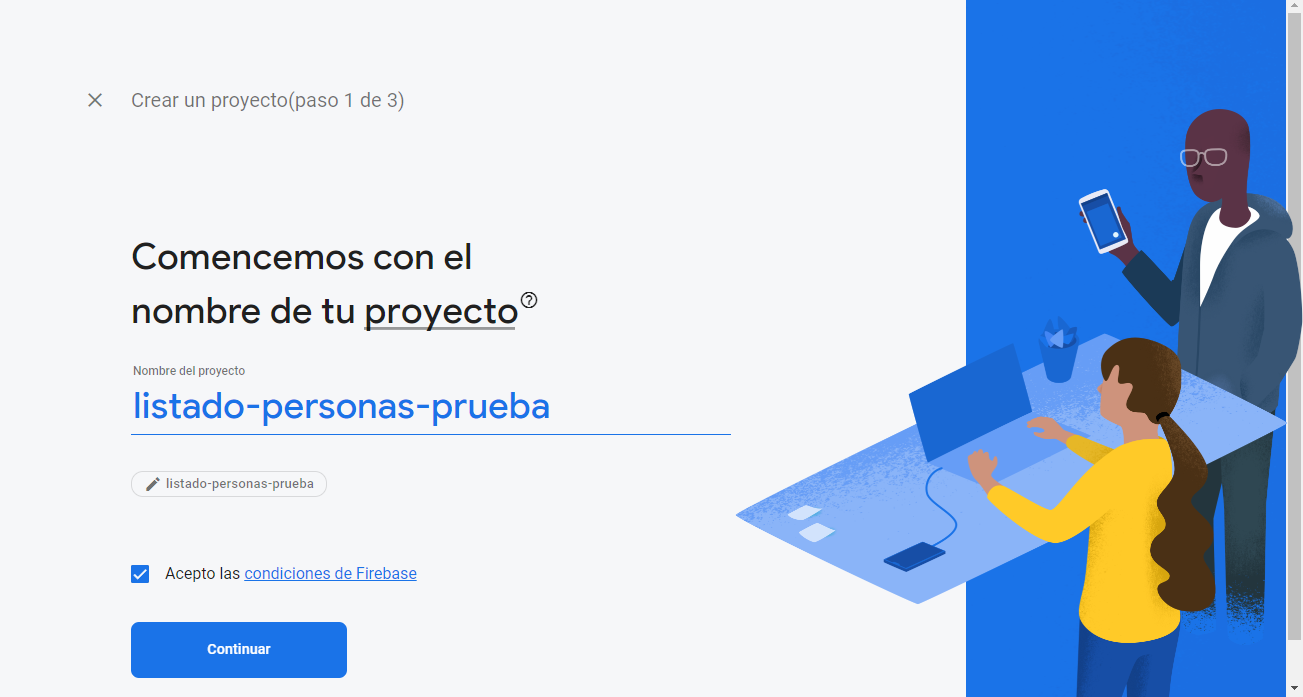 Crear un proyecto(paso 1 de 3)
Comencemos con el
nombre de tu proyecto
Nombre del proyecto
listado-personas-prueba
listado-personas-prueba
Acepto las condiciones de Firebase
Continuar